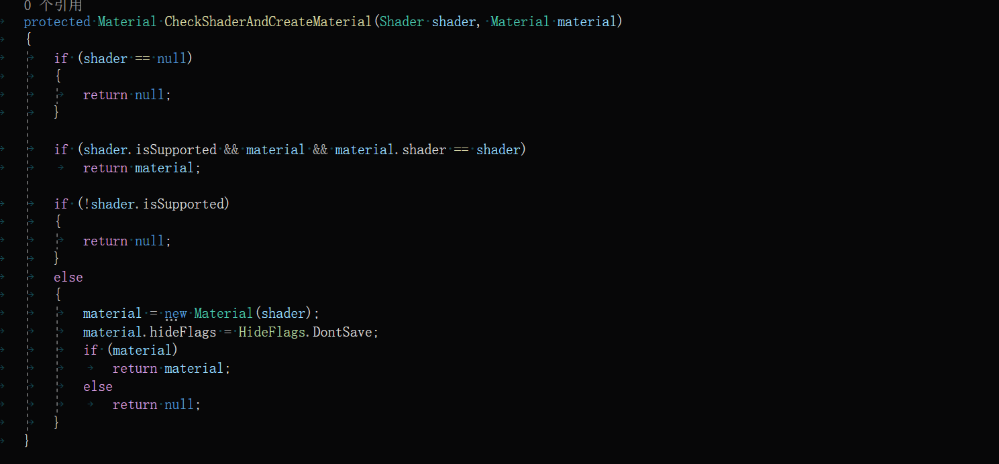 0 个引用
protected Material CheckShaderAndCreateMaterial(Shader shader, Material material)
{
if (shader == null)
{
return null;
}
if (shader.isSupported && material && material.shader == shader)
return material;
if (!shader.isSupported)
{
return null;
}
else
{
material = new Material(shader);
material.hideFlags = HideFlags.DontSave;
if (material)
return material;
else
return null;
}
}